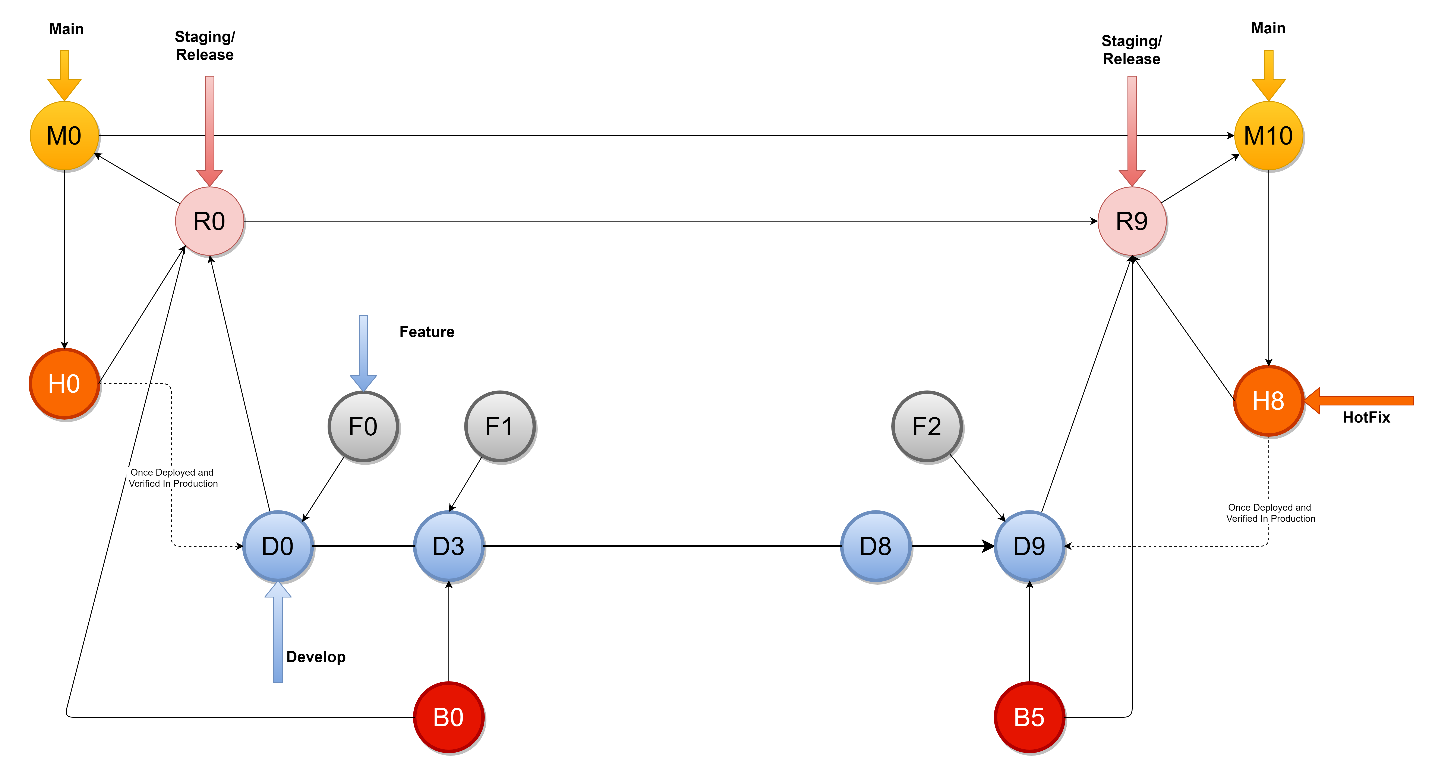 Main
Staging/
Release
Staging/
Release
Main
M0
M10
R0
R9
Feature
H0
H8
HotFix
F0
F1
F2
Once Deployed and
Verified In Production
Once Deployed and
Verified In Production
D0
D3
D8
D9
Develop
B0
B5